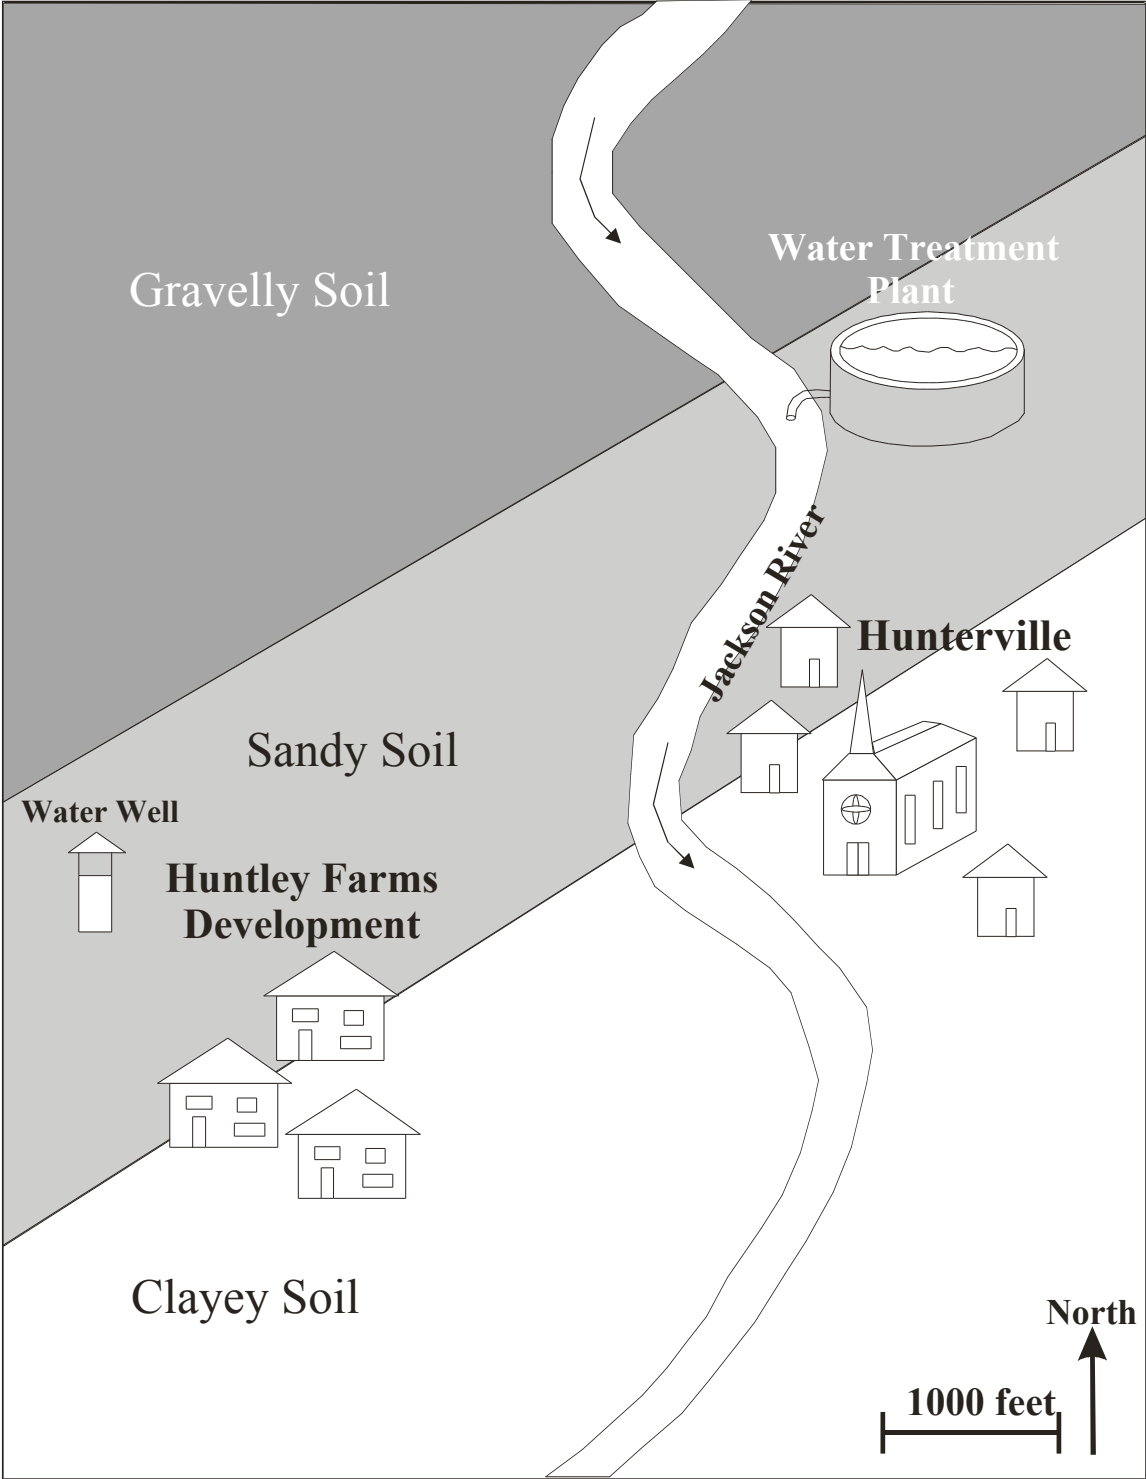 Water Treatment
Plant
Gravelly Soil
Jackson River
Hunterville
Sandy Soil
Water Well
Huntley Farms
Development
Clayey Soil
North
1000 feet